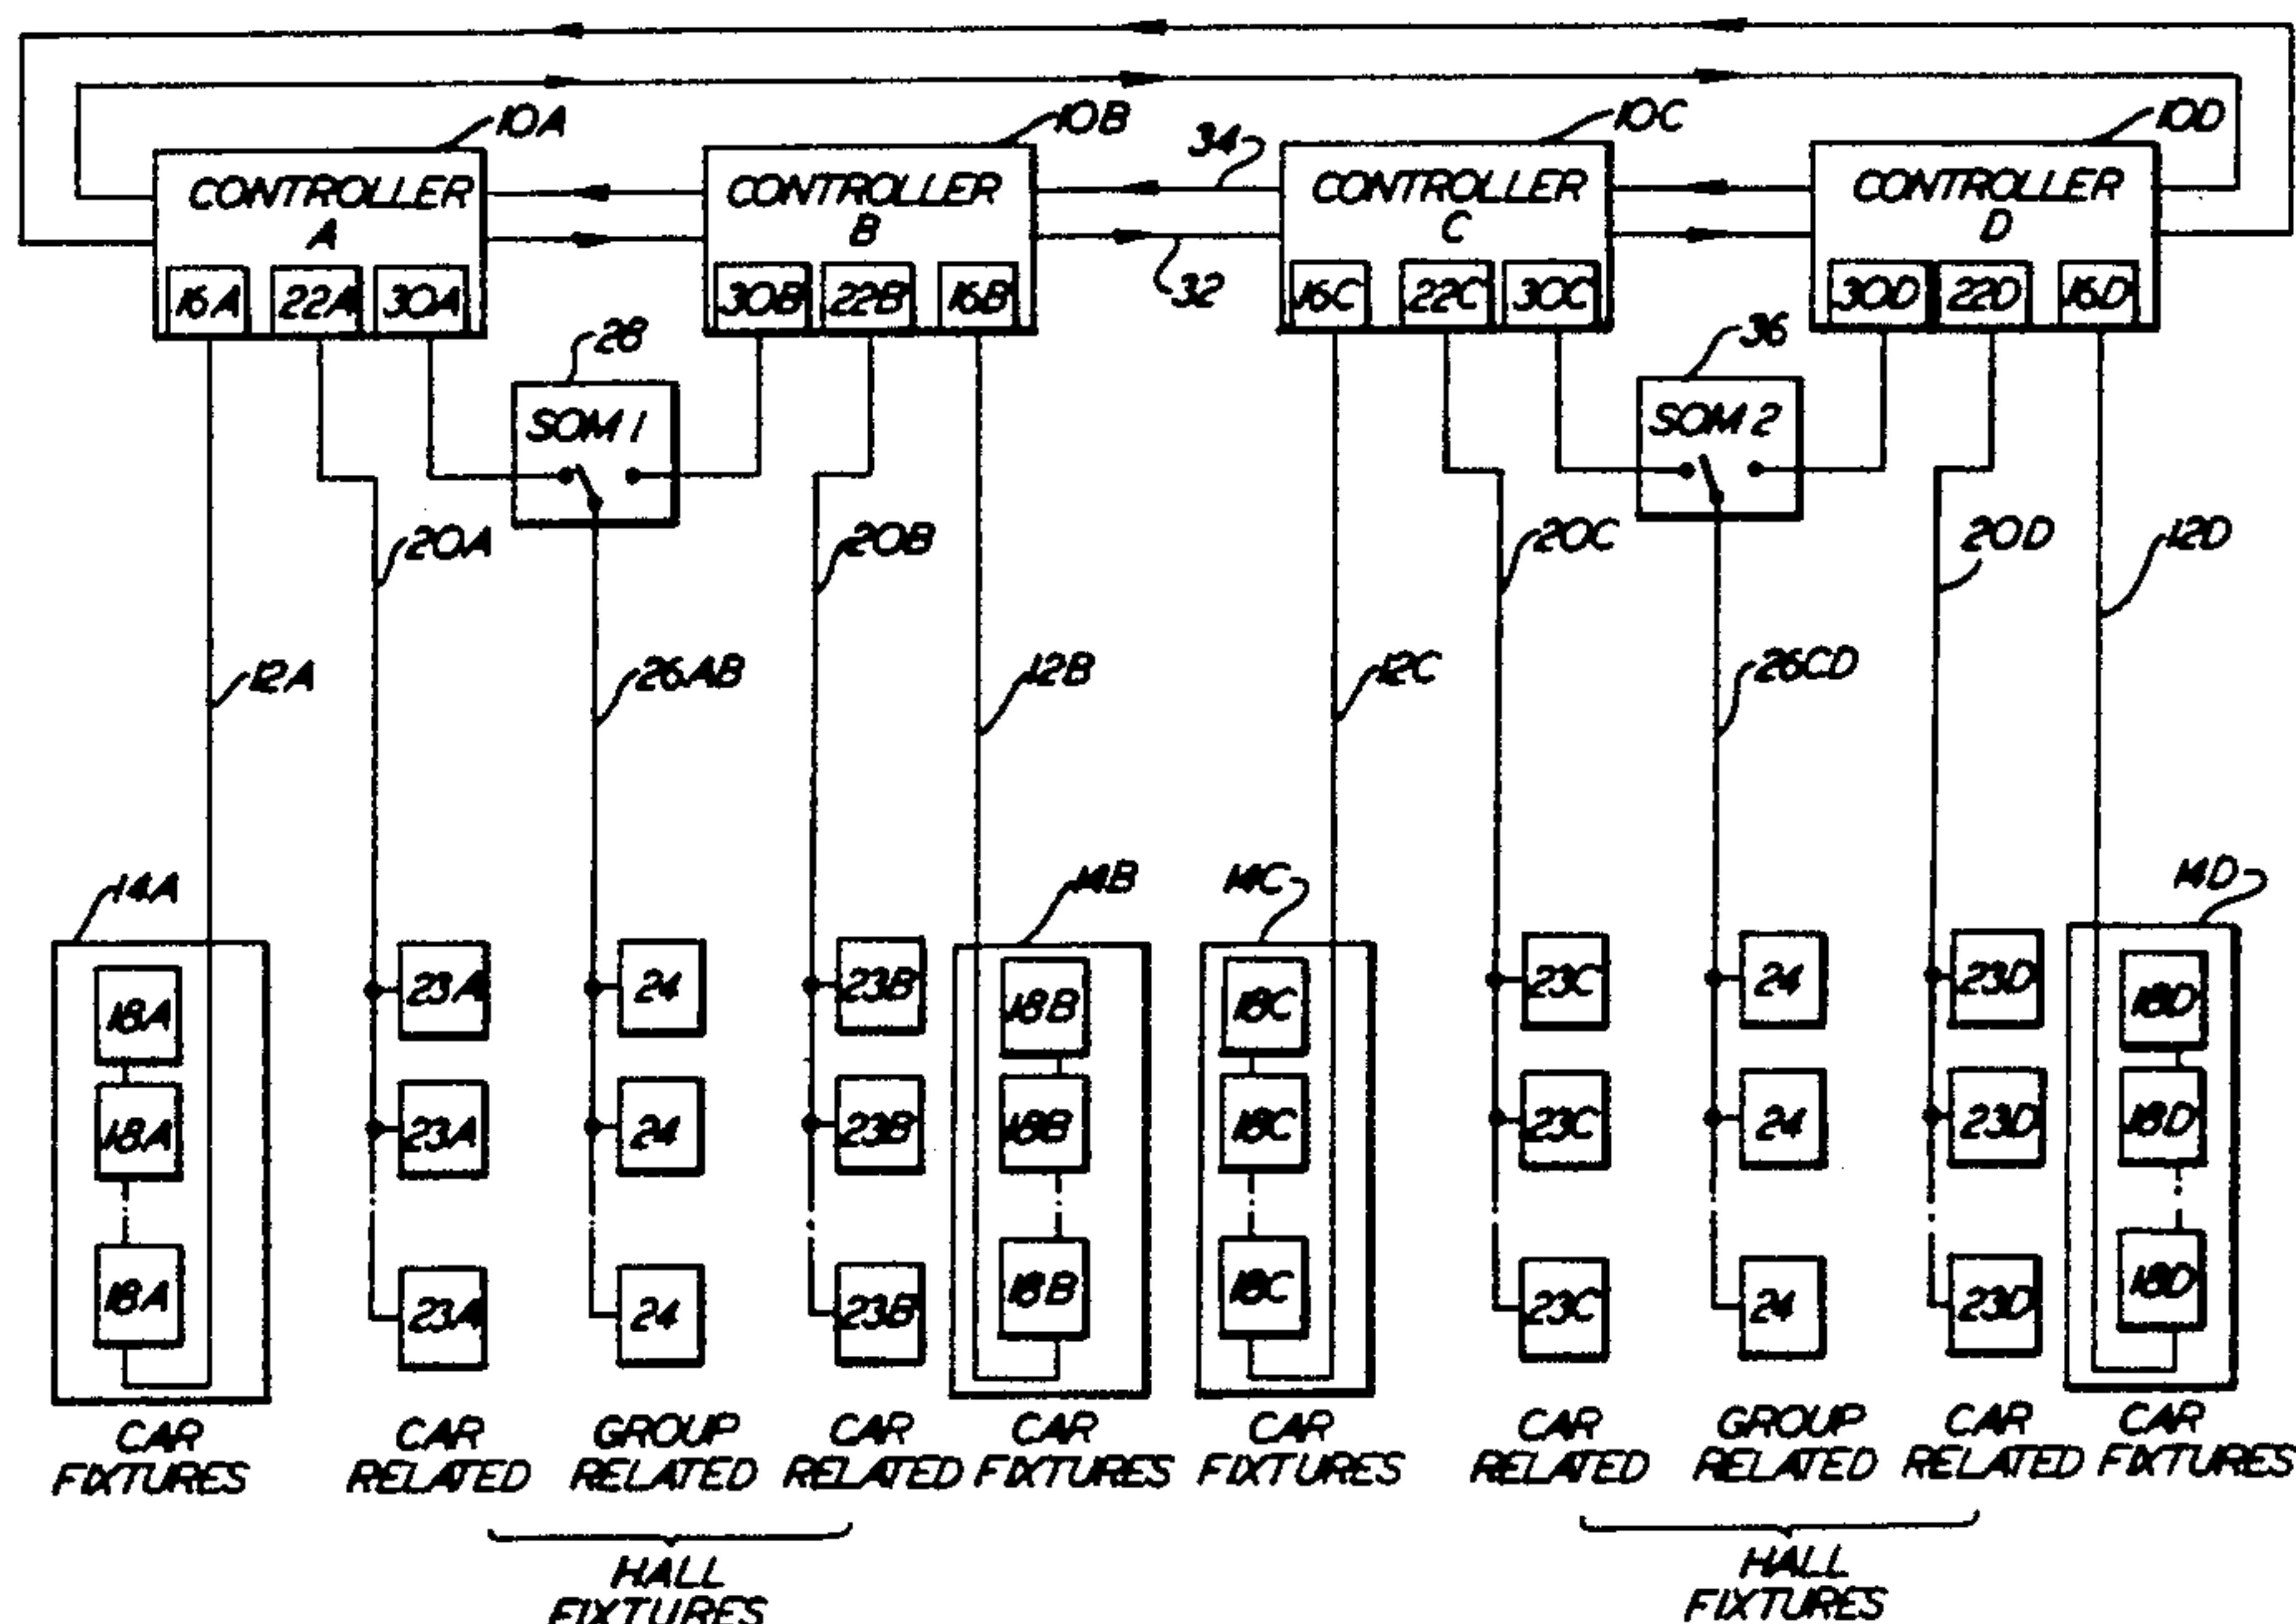 10A
10B
34
10C
10D
CONTROLLER A
CONTROLLER B
CONTROLLER C
CONTROLLER D
16A 22A 30A
30B 22B 16B
32
16C 22C 30C
30D 22D 16D
28
36
SOM 1
SOM 2
20A
20B
20C
20D
12D
12A
26AB
12B
12C
26CD
14A
14B
14C
14D
18A 23A 24 23B 18B 18C 23C 24 23D 18D
18A 23A 24 23B 18B 18C 23C 24 23D 18D
18A 23A 24 23B 18B 18C 23C 24 23D 18D
CAR FIXTURES
CAR RELATED
GROUP RELATED
CAR RELATED
CAR FIXTURES
CAR FIXTURES
CAR RELATED
GROUP RELATED
CAR RELATED
CAR FIXTURES
HALL FIXTURES
HALL FIXTURES